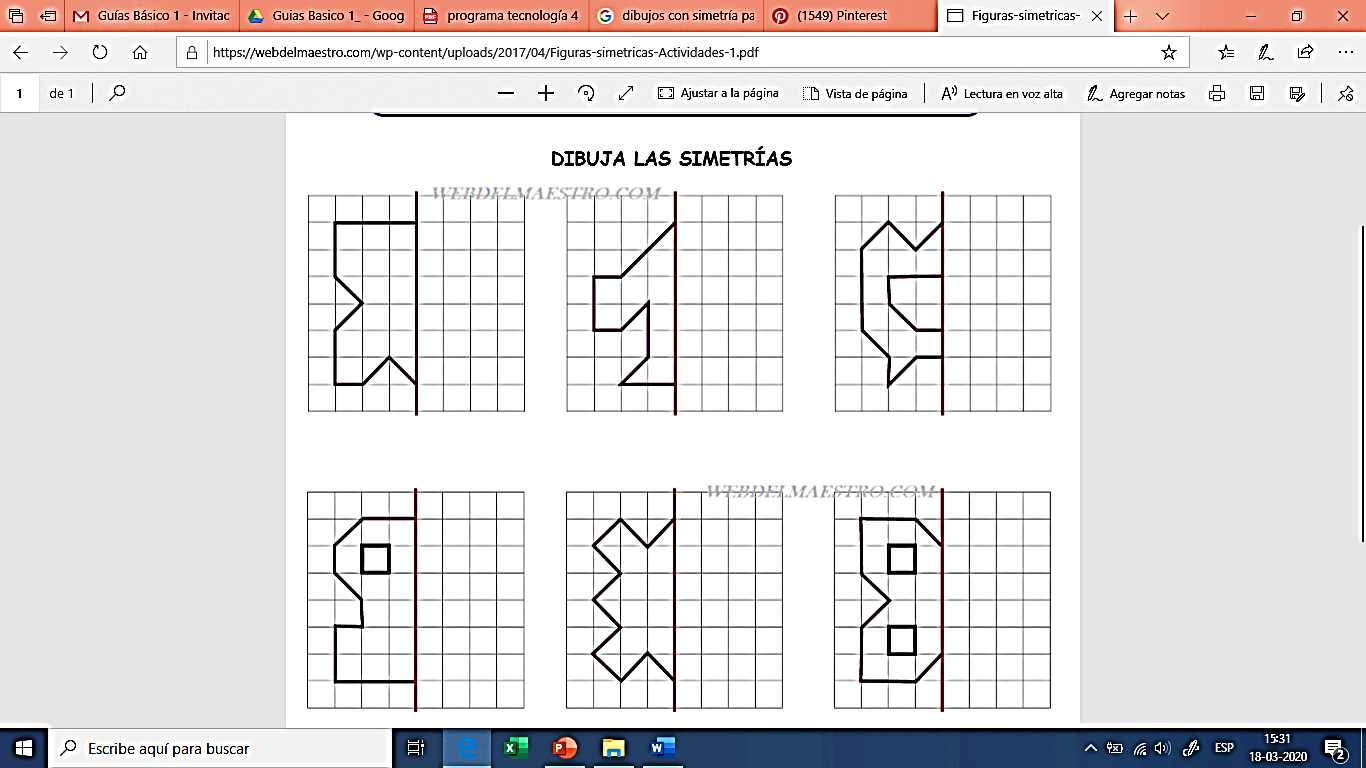 Guías Básico 1 - Invitac
Guias Basico 1_ - Goog
programa tecnología 4
dibujos con simetría pa
(1549) Pinterest
Figuras-simetricas-
https://webdelmaestro.com/wp-content/uploads/2017/04/Figuras-simetricas-Actividades-1.pdf
1 de 1
Ajustar a la página
Vista de página
Lectura en voz alta
Agregar notas
DIBUJA LAS SIMETRÍAS
WEBDELMAESTRO.COM
WEBDELMAESTRO.COM
Escribe aquí para buscar
ESP
15:31
18-03-2020
2